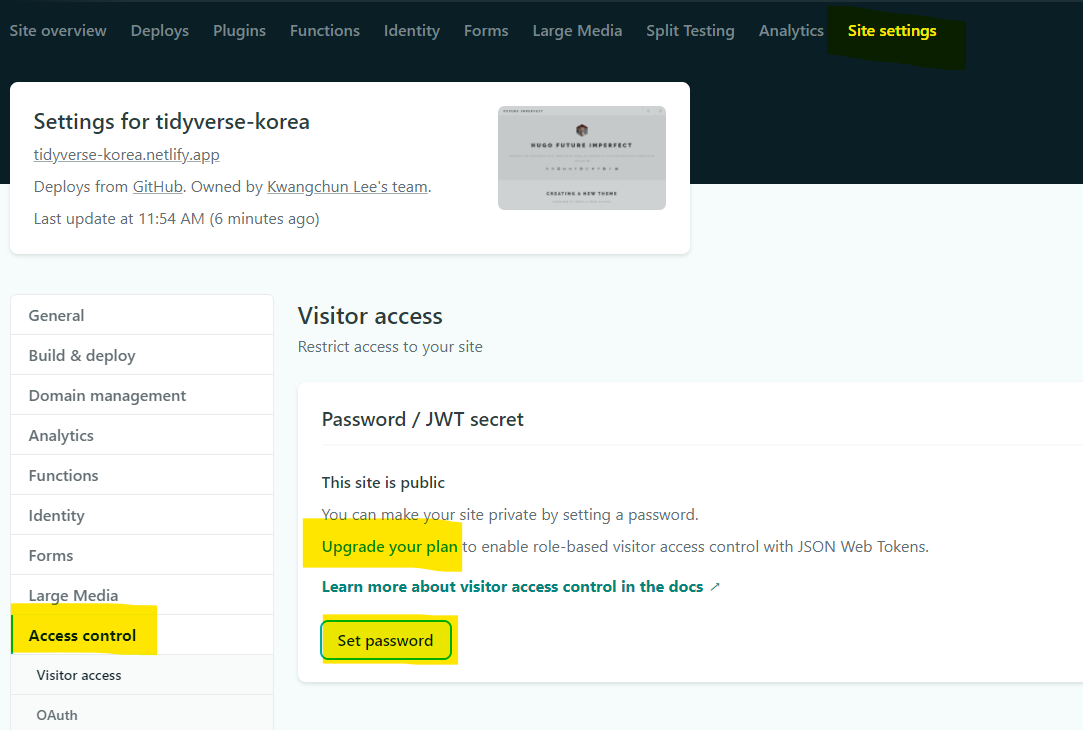 Site overview Deploys Plugins Functions Identity Forms Large Media Split Testing Analytics Site settings
Settings for tidyverse-korea
tidyverse-korea.netlify.app
Deploys from GitHub. Owned by Kwangchun Lee's team.
Last update at 11:54 AM (6 minutes ago)
FUTURE IMPERFECT
HUGO FUTURE IMPERFECT
CREATING A NEW THEME
General
Build & deploy
Domain management
Analytics
Functions
Identity
Forms
Large Media
Access control
Visitor access
OAuth
Visitor access
Restrict access to your site
Password / JWT secret
This site is public
You can make your site private by setting a password.
Upgrade your plan to enable role-based visitor access control with JSON Web Tokens.
Learn more about visitor access control in the docs ↗
Set password